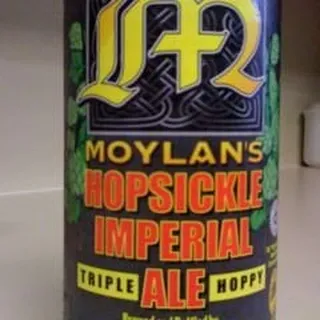 M
MOYLAN'S
HOPSICKLE
IMPERIAL
TRIPLE ALE HOPPY